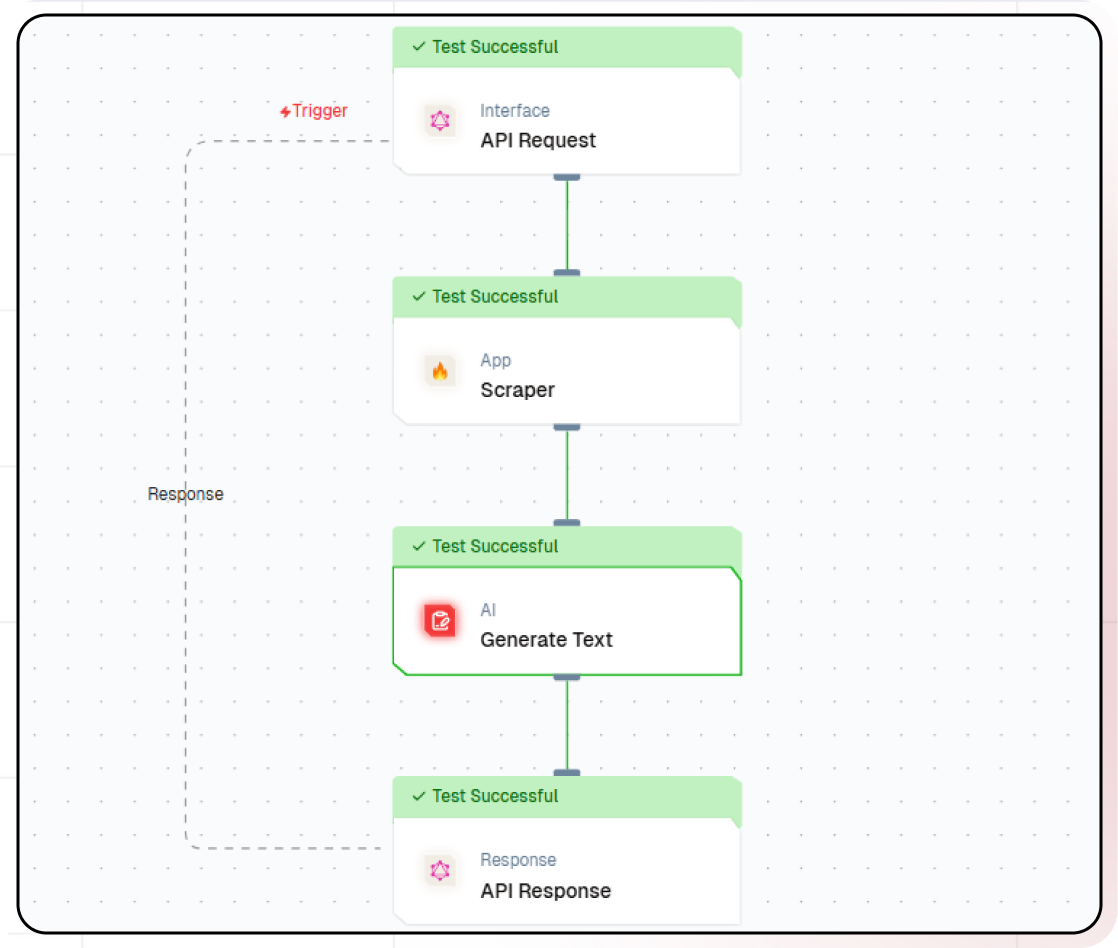 Test Successful
Trigger
Interface
API Request
Test Successful
App
Scraper
Response
Test Successful
AI
Generate Text
Test Successful
Response
API Response